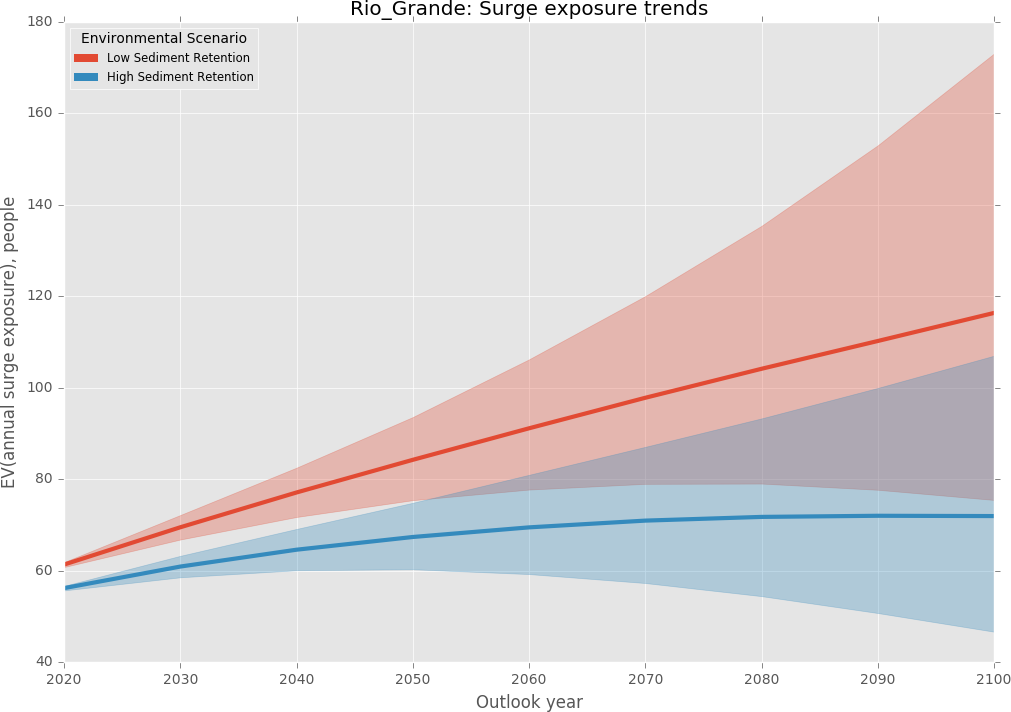 Rio_Grande: Surge exposure trends
Environmental Scenario
Low Sediment Retention
High Sediment Retention
EV(annual surge exposure), people
180
160
140
120
100
80
60
40
2020 2030 2040 2050 2060 2070 2080 2090 2100
Outlook year